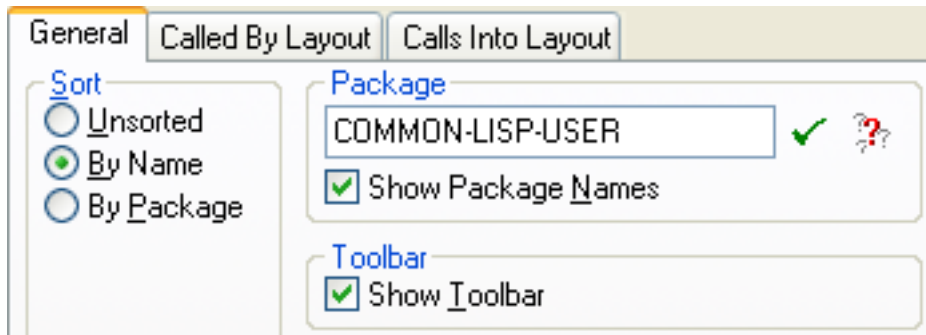 General
Called By Layout
Calls Into Layout
Sort
Unsorted
By Name
By Package
Package
COMMON-LISP-USER
???
Show Package Names
Toolbar
Show Toolbar